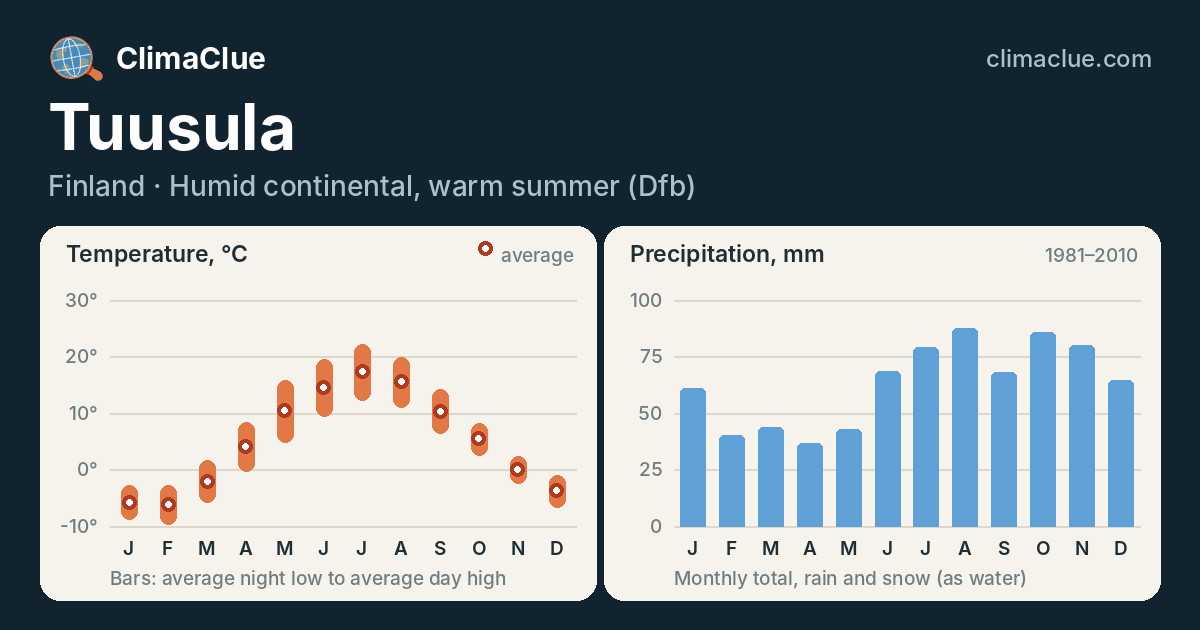 ClimaClue
climaclue.com
Tuusula
Finland · Humid continental, warm summer (Dfb)
Temperature, °C
average
30°
20°
10°
0°
-10°
J F M A M J J A S O N D
Bars: average night low to average day high
Precipitation, mm
1981–2010
100
75
50
25
0
J F M A M J J A S O N D
Monthly total, rain and snow (as water)